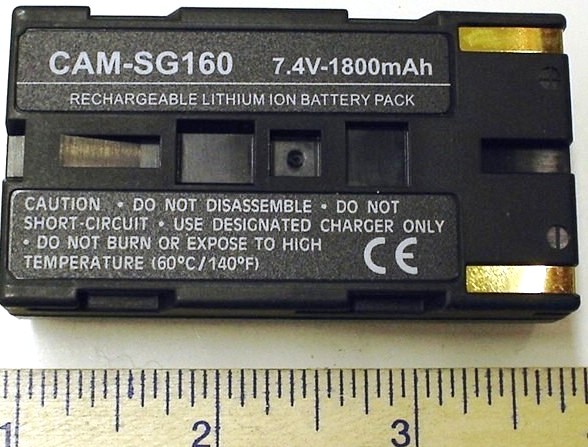 CAM-SG160 7.4V-1800mAh
RECHARGEABLE LITHIUM ION BATTERY PACK
CAUTION • DO NOT DISASSEMBLE • DO NOT
SHORT-CIRCUIT • USE DESIGNATED CHARGER ONLY
• DO NOT BURN OR EXPOSE TO HIGH
TEMPERATURE (60°C/140°F)
CE
1 2 3